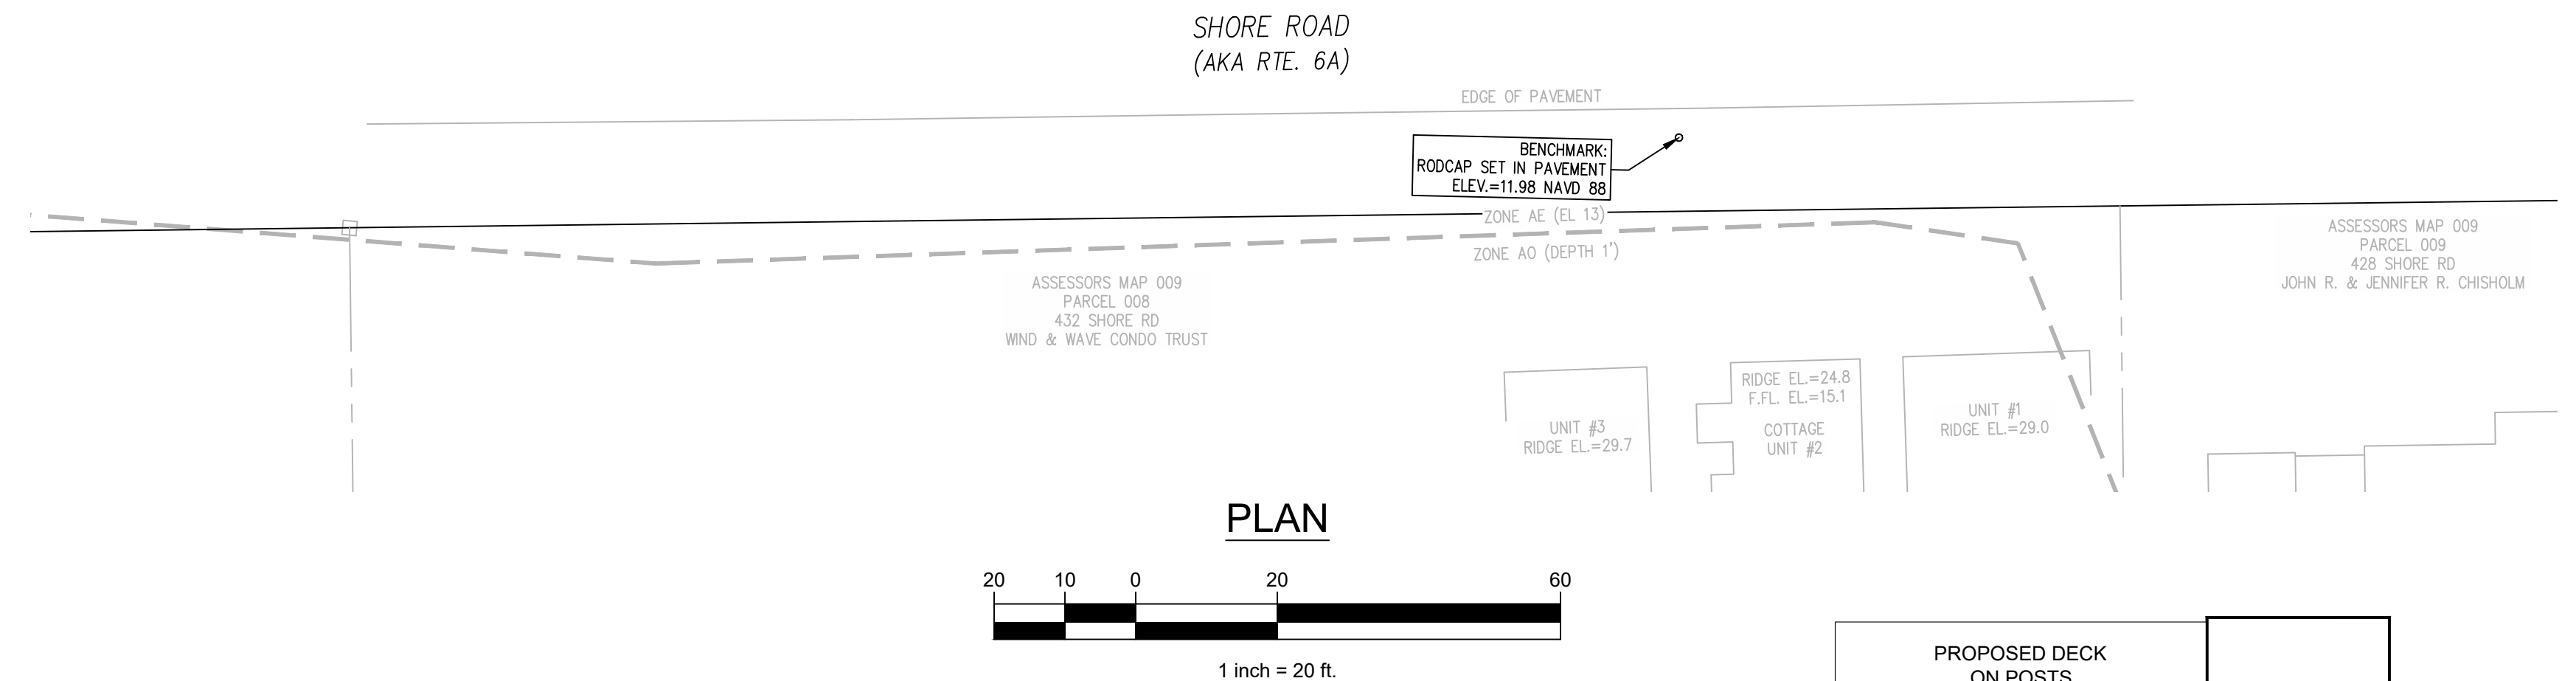 SHORE ROAD
(AKA RTE. 6A)
EDGE OF PAVEMENT
BENCHMARK:
RODCAP SET IN PAVEMENT
ELEV.=11.98 NAVD 88
ZONE AE (EL 13)
ZONE AO (DEPTH 1')
ASSESSORS MAP 009
PARCEL 009
428 SHORE RD
JOHN R. & JENNIFER R. CHISHOLM
ASSESSORS MAP 009
PARCEL 008
432 SHORE RD
WIND & WAVE CONDO TRUST
UNIT #3
RIDGE EL.=29.7
RIDGE EL.=24.8
F.FL. EL.=15.1
COTTAGE
UNIT #2
UNIT #1
RIDGE EL.=29.0
PLAN
20 10 0 20 60
1 inch = 20 ft.
PROPOSED DECK
ON POSTS